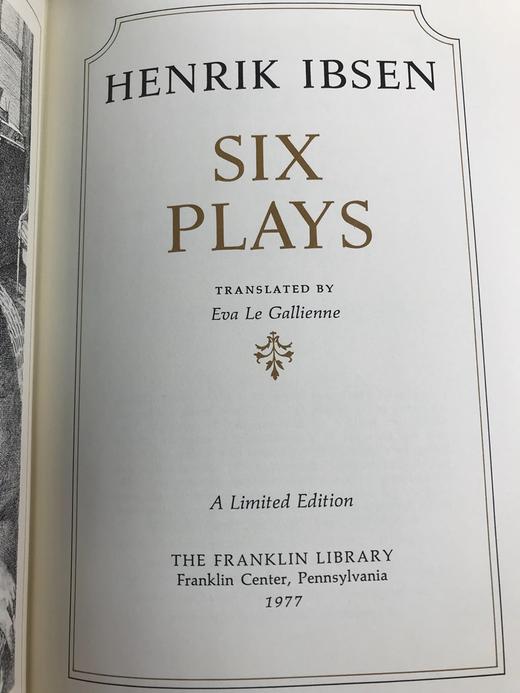 HENRIK IBSEN
SIX
PLAYS
TRANSLATED BY
Eva Le Gallienne
A Limited Edition
THE FRANKLIN LIBRARY
Franklin Center, Pennsylvania
1977